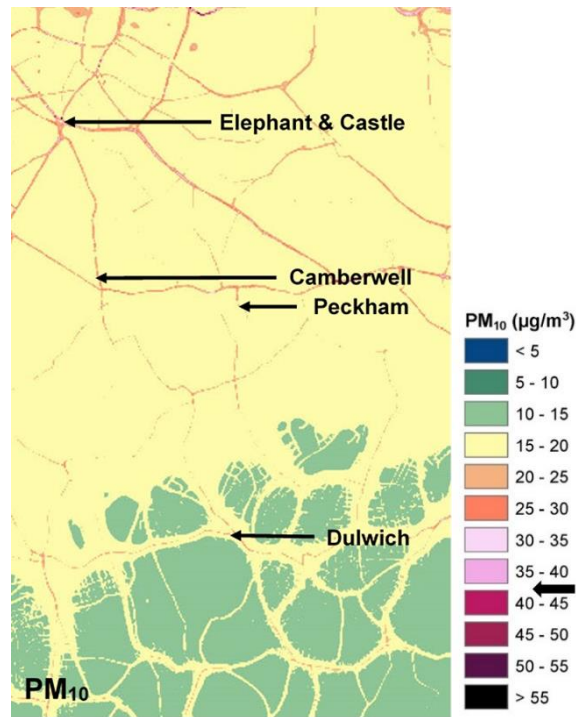 Elephant & Castle
Camberwell
Peckham
Dulwich
PM₁₀
PM₁₀ (µg/m³)
< 5
5 - 10
10 - 15
15 - 20
20 - 25
25 - 30
30 - 35
35 - 40
40 - 45
45 - 50
50 - 55
> 55